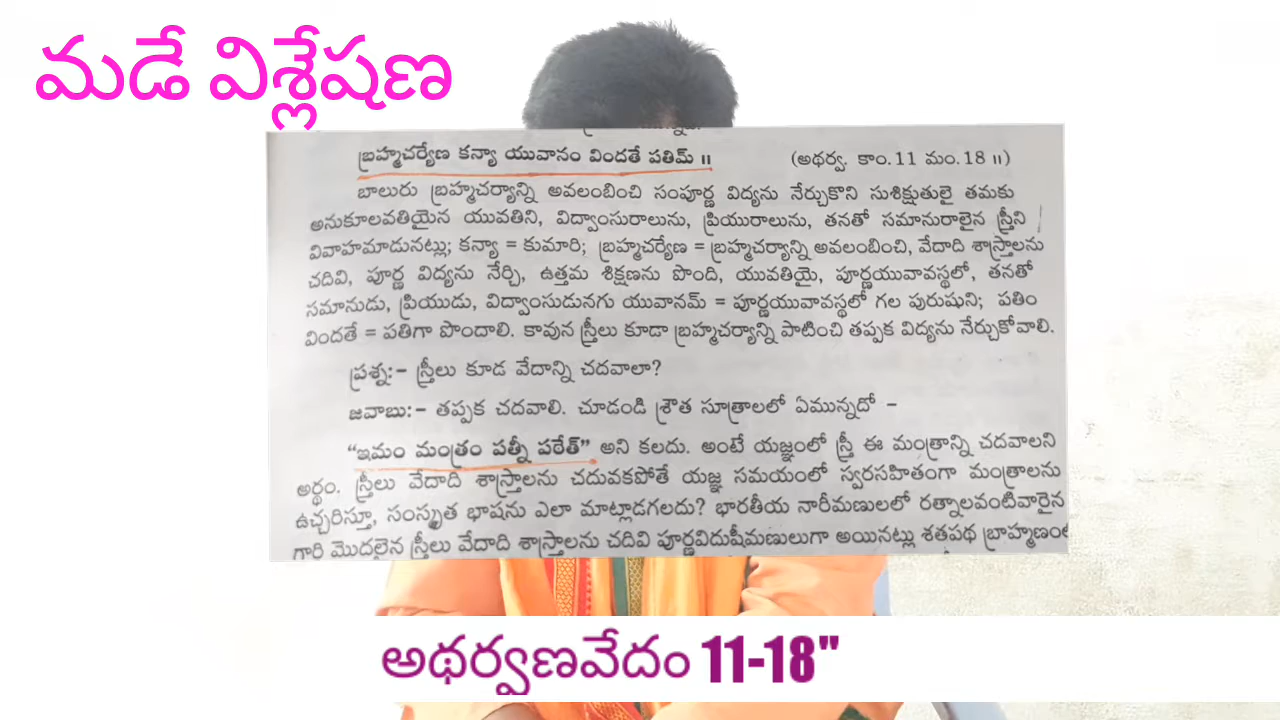 మడే విశ్లేషణ
బ్రహ్మచర్యేణ కన్యా యువానం విందతే పతిమ్ ॥ (అథర్వ. కాం. 11 మం. 18 ॥)
బాలురు బ్రహ్మచర్యాన్ని అవలంబించి సంపూర్ణ విద్యను నేర్చుకొని సుశిక్షితులై తమకు
అనుకూలవతియైన యువతిని, విద్వాంసురాలును, ప్రియురాలును, తనతో సమానురాలైన స్త్రీని
వివాహమాడునట్లు; కన్యా = కుమారి; బ్రహ్మచర్యేణ = బ్రహ్మచర్యాన్ని అవలంబించి, వేదాది శాస్త్రాలను
చదివి, పూర్ణ విద్యను నేర్చి, ఉత్తమ శిక్షణను పొంది, యువతియై, పూర్ణయువావస్థలో, తనతో
సమానుడు, ప్రియుడు, విద్వాంసుడునగు యువానమ్ = పూర్ణయువావస్థలో గల పురుషుని; పతిం
విందతే = పతిగా పొందాలి. కావున స్త్రీలు కూడా బ్రహ్మచర్యాన్ని పాటించి తప్పక విద్యను నేర్చుకోవాలి.
ప్రశ్న:- స్త్రీలు కూడ వేదాన్ని చదవాలా?
జవాబు:- తప్పక చదవాలి. చూడండి శ్రౌత సూత్రాలలో ఏమున్నదో -
"ఇమం మంత్రం పత్నీ పఠేత్" అని కలదు. అంటే యజ్ఞంలో స్త్రీ ఈ మంత్రాన్ని చదవాలని
అర్థం. స్త్రీలు వేదాది శాస్త్రాలను చదువకపోతే యజ్ఞ సమయంలో స్వరసహితంగా మంత్రాలను
ఉచ్చరిస్తూ, సంస్కృత భాషను ఎలా మాట్లాడగలదు? భారతీయ నారీమణులలో రత్నాలవంటివారైన
గారి మొదలైన స్త్రీలు వేదాది శాస్త్రాలను చదివి పూర్ణవిదుషీమణులుగా అయినట్లు శతపథ
అథర్వణవేదం 11-18"